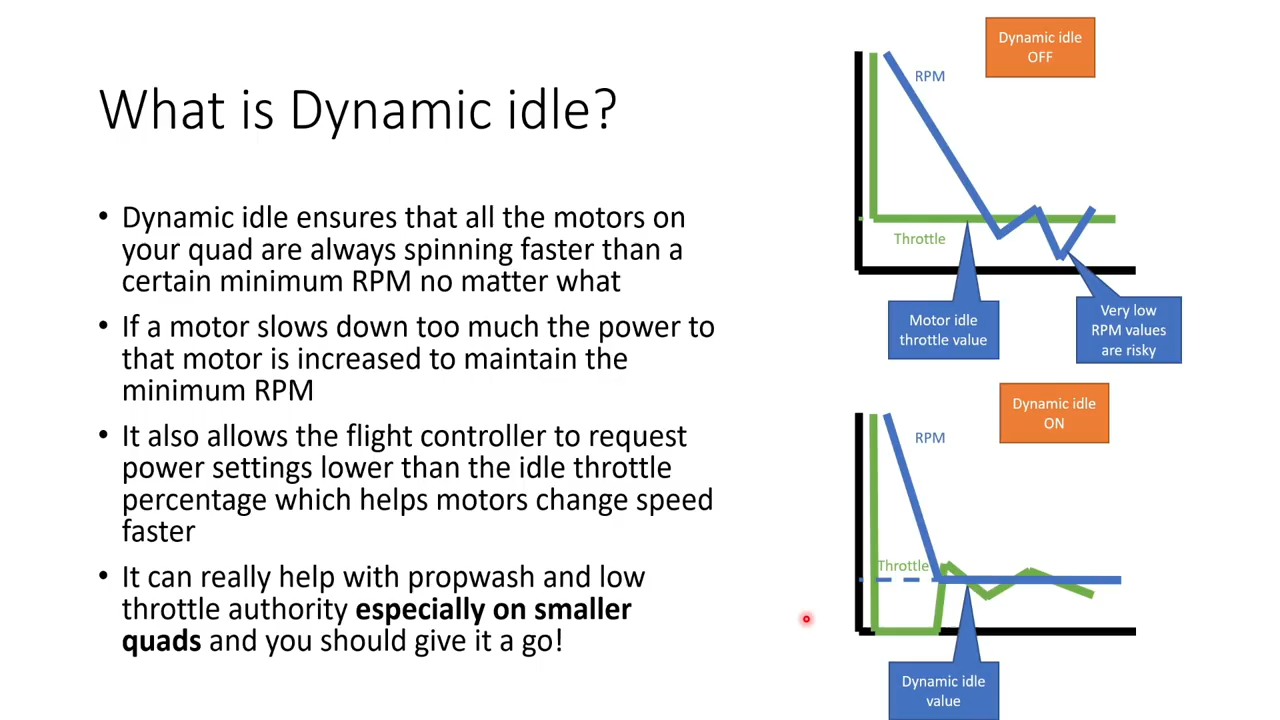 What is Dynamic idle?
• Dynamic idle ensures that all the motors on
your quad are always spinning faster than a
certain minimum RPM no matter what
• If a motor slows down too much the power to
that motor is increased to maintain the
minimum RPM
• It also allows the flight controller to request
power settings lower than the idle throttle
percentage which helps motors change speed
faster
• It can really help with propwash and low
throttle authority especially on smaller
quads and you should give it a go!
Dynamic idle
OFF
RPM
Throttle
Motor idle
throttle value
Very low
RPM values
are risky
Dynamic idle
ON
RPM
Throttle
Dynamic idle
value